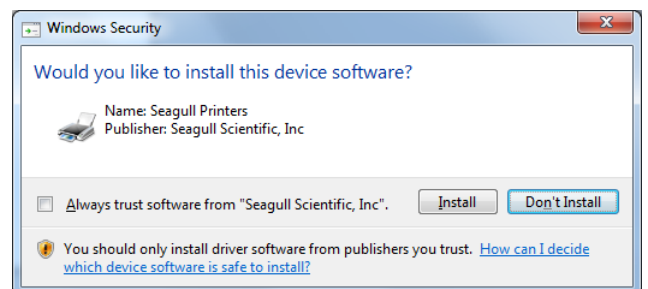 Windows Security
Would you like to install this device software?
Name: Seagull Printers
Publisher: Seagull Scientific, Inc
Always trust software from "Seagull Scientific, Inc".
Install
Don't Install
You should only install driver software from publishers you trust. How can I decide
which device software is safe to install?